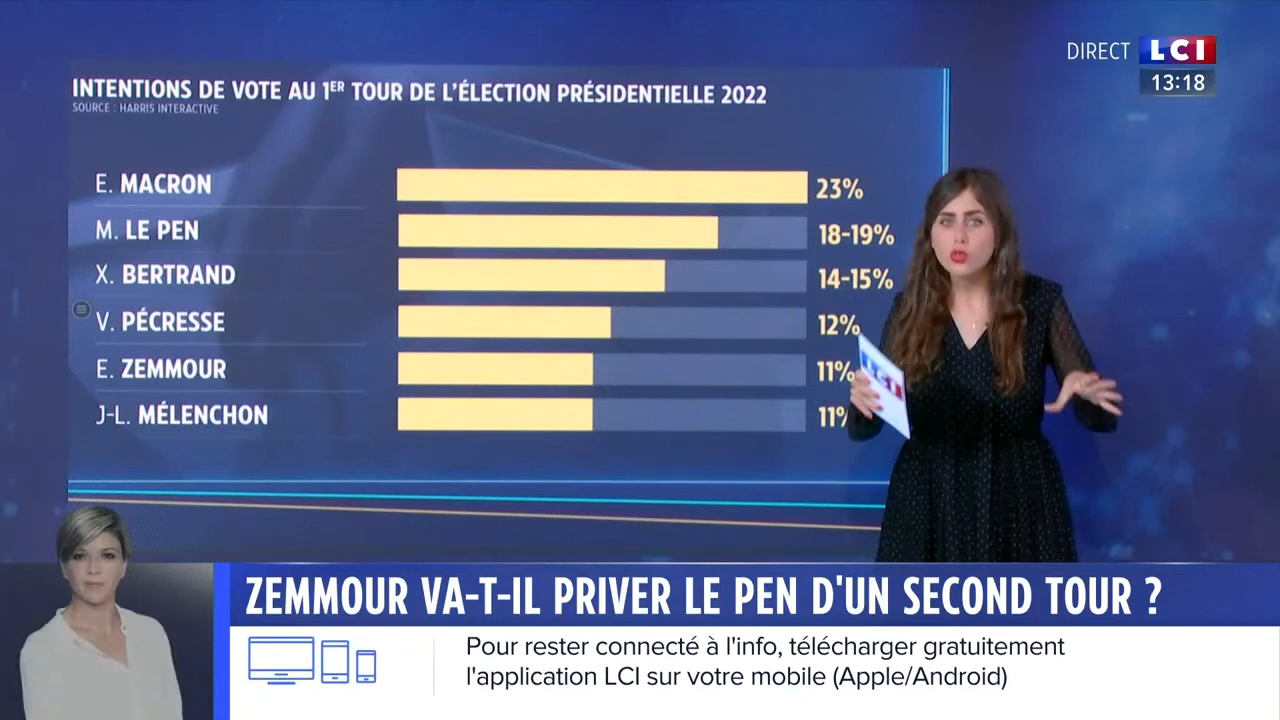 DIRECT LCI
13:18
INTENTIONS DE VOTE AU 1ER TOUR DE L'ÉLECTION PRÉSIDENTIELLE 2022
SOURCE : HARRIS INTERACTIVE
E. MACRON 23%
M. LE PEN 18-19%
X. BERTRAND 14-15%
V. PÉCRESSE 12%
E. ZEMMOUR 11%
J-L. MÉLENCHON 11%
LCI
ZEMMOUR VA-T-IL PRIVER LE PEN D'UN SECOND TOUR ?
Pour rester connecté à l'info, télécharger gratuitement
l'application LCI sur votre mobile (Apple/Android)